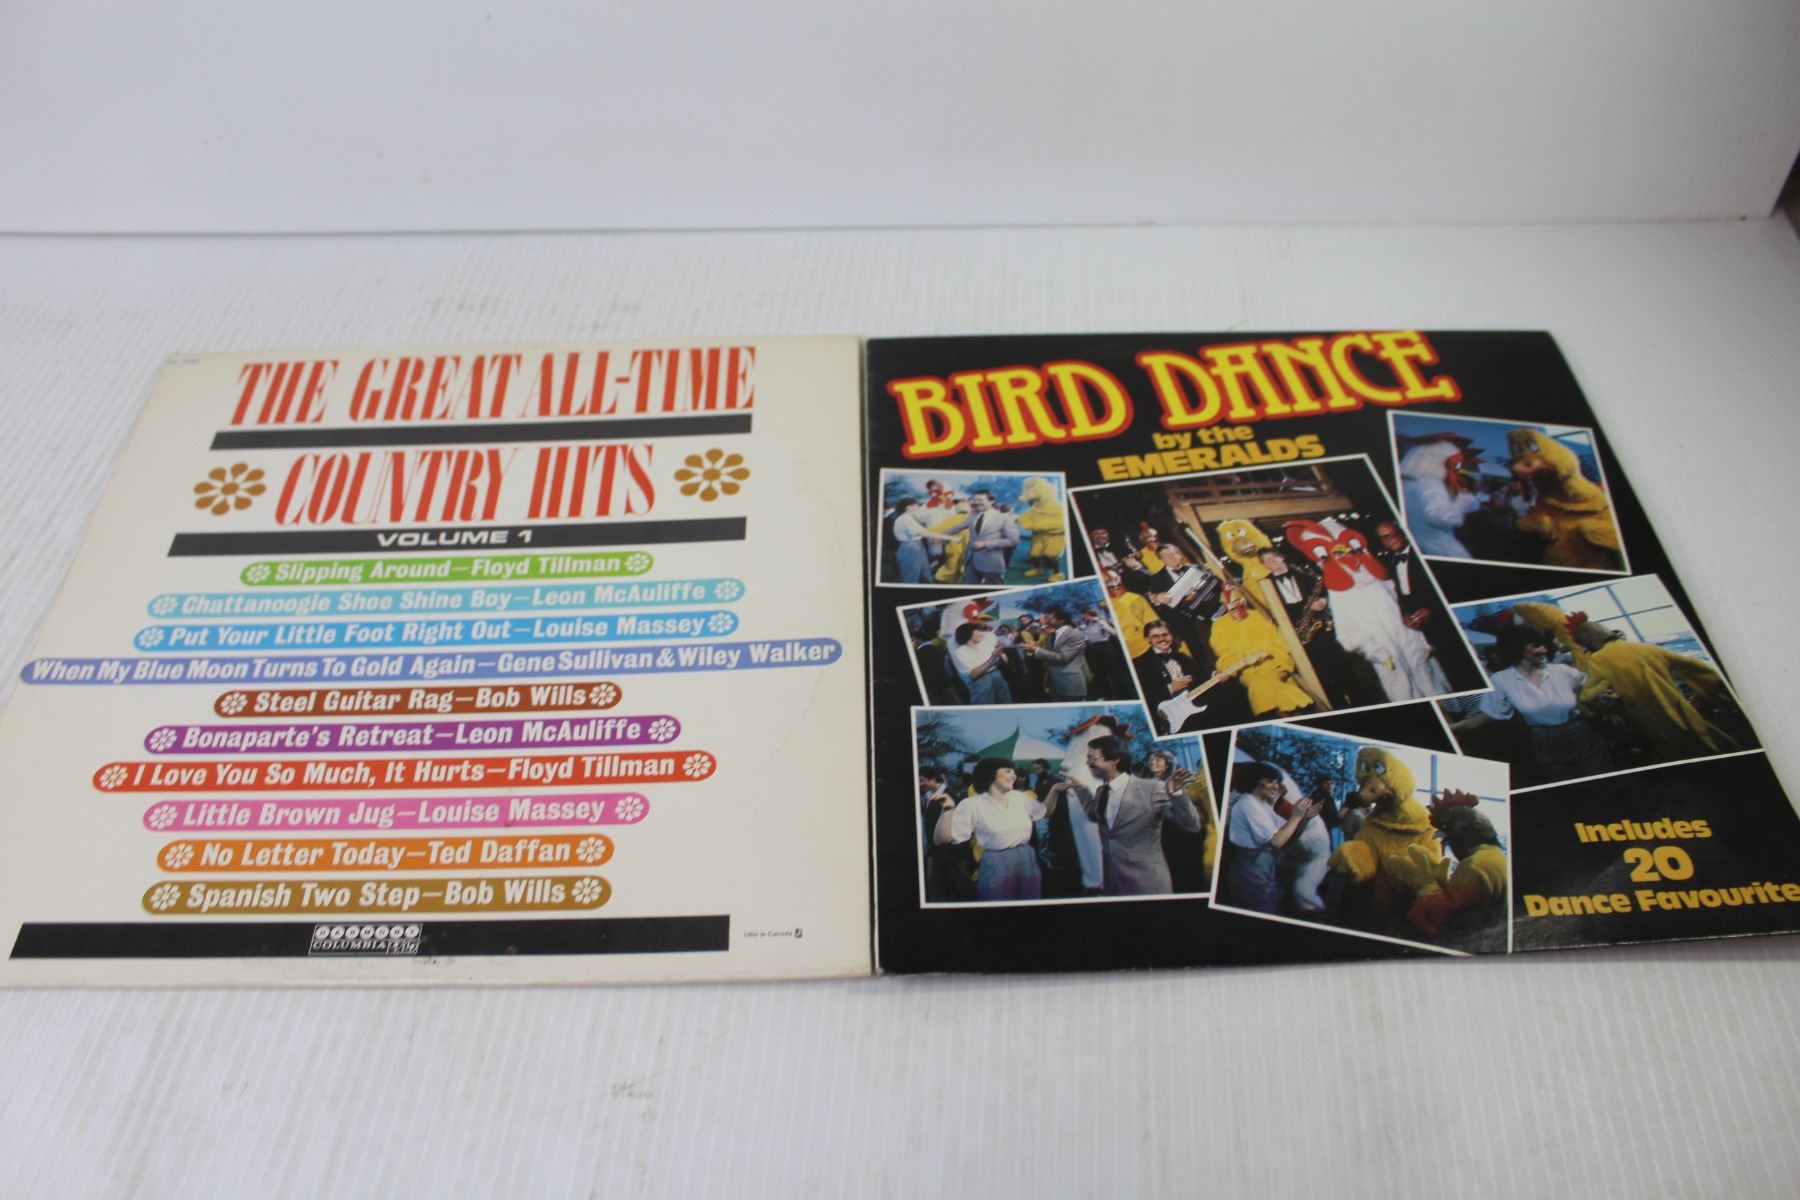 THE GREAT ALL-TIME
COUNTRY HITS
VOLUME 1
Slipping Around—Floyd Tillman
Chattanoogie Shoe Shine Boy—Leon McAuliffe
Put Your Little Foot Right Out—Louise Massey
When My Blue Moon Turns To Gold Again—Gene Sullivan & Wiley Walker
Steel Guitar Rag—Bob Wills
Bonaparte's Retreat—Leon McAuliffe
I Love You So Much, It Hurts—Floyd Tillman
Little Brown Jug—Louise Massey
No Letter Today—Ted Daffan
Spanish Two Step—Bob Wills
HARMONY
COLUMBIA
Litho in Canada
BIRD DANCE
by the
EMERALDS
Includes
20
Dance Favourite